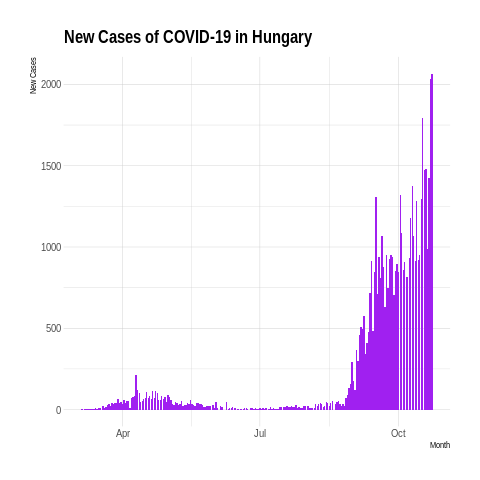 New Cases of COVID-19 in Hungary
New Cases
2000
1500
1000
500
0
Apr
Jul
Oct
Month